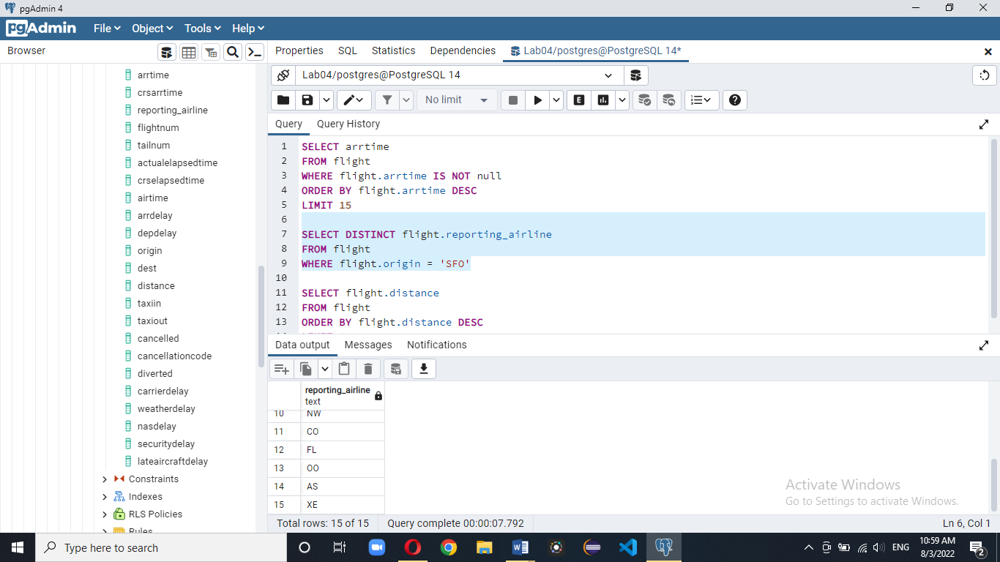 pgAdmin 4
pgAdmin File Object Tools Help
Browser
Properties SQL Statistics Dependencies Lab04/postgres@PostgreSQL 14*
Lab04/postgres@PostgreSQL 14
No limit
E
Query Query History
arrtime
crsarrtime
reporting_airline
flightnum
tailnum
actualelapsedtime
crselapsedtime
airtime
arrdelay
depdelay
origin
dest
distance
taxiin
taxiout
cancelled
cancellationcode
diverted
carrierdelay
weatherdelay
nasdelay
securitydelay
lateaircraftdelay
Constraints
Indexes
RLS Policies
Rules
1 SELECT arrtime
2 FROM flight
3 WHERE flight.arrtime IS NOT null
4 ORDER BY flight.arrtime DESC
5 LIMIT 15
6
7 SELECT DISTINCT flight.reporting_airline
8 FROM flight
9 WHERE flight.origin = 'SFO'
10
11 SELECT flight.distance
12 FROM flight
13 ORDER BY flight.distance DESC
Data output Messages Notifications
reporting_airline
text
10 NW
11 CO
12 FL
13 OO
14 AS
15 XE
Activate Windows
Go to Settings to activate Windows.
Total rows: 15 of 15 Query complete 00:00:07.792 Ln 6, Col 1
Type here to search
ENG
10:59 AM
8/3/2022
2